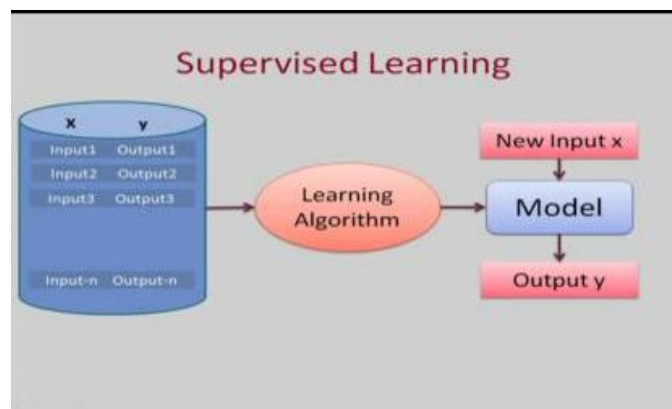 Supervised Learning
x y
Input1 Output1
Input2 Output2
Input3 Output3
Input-n Output-n
Learning
Algorithm
New Input x
Model
Output y